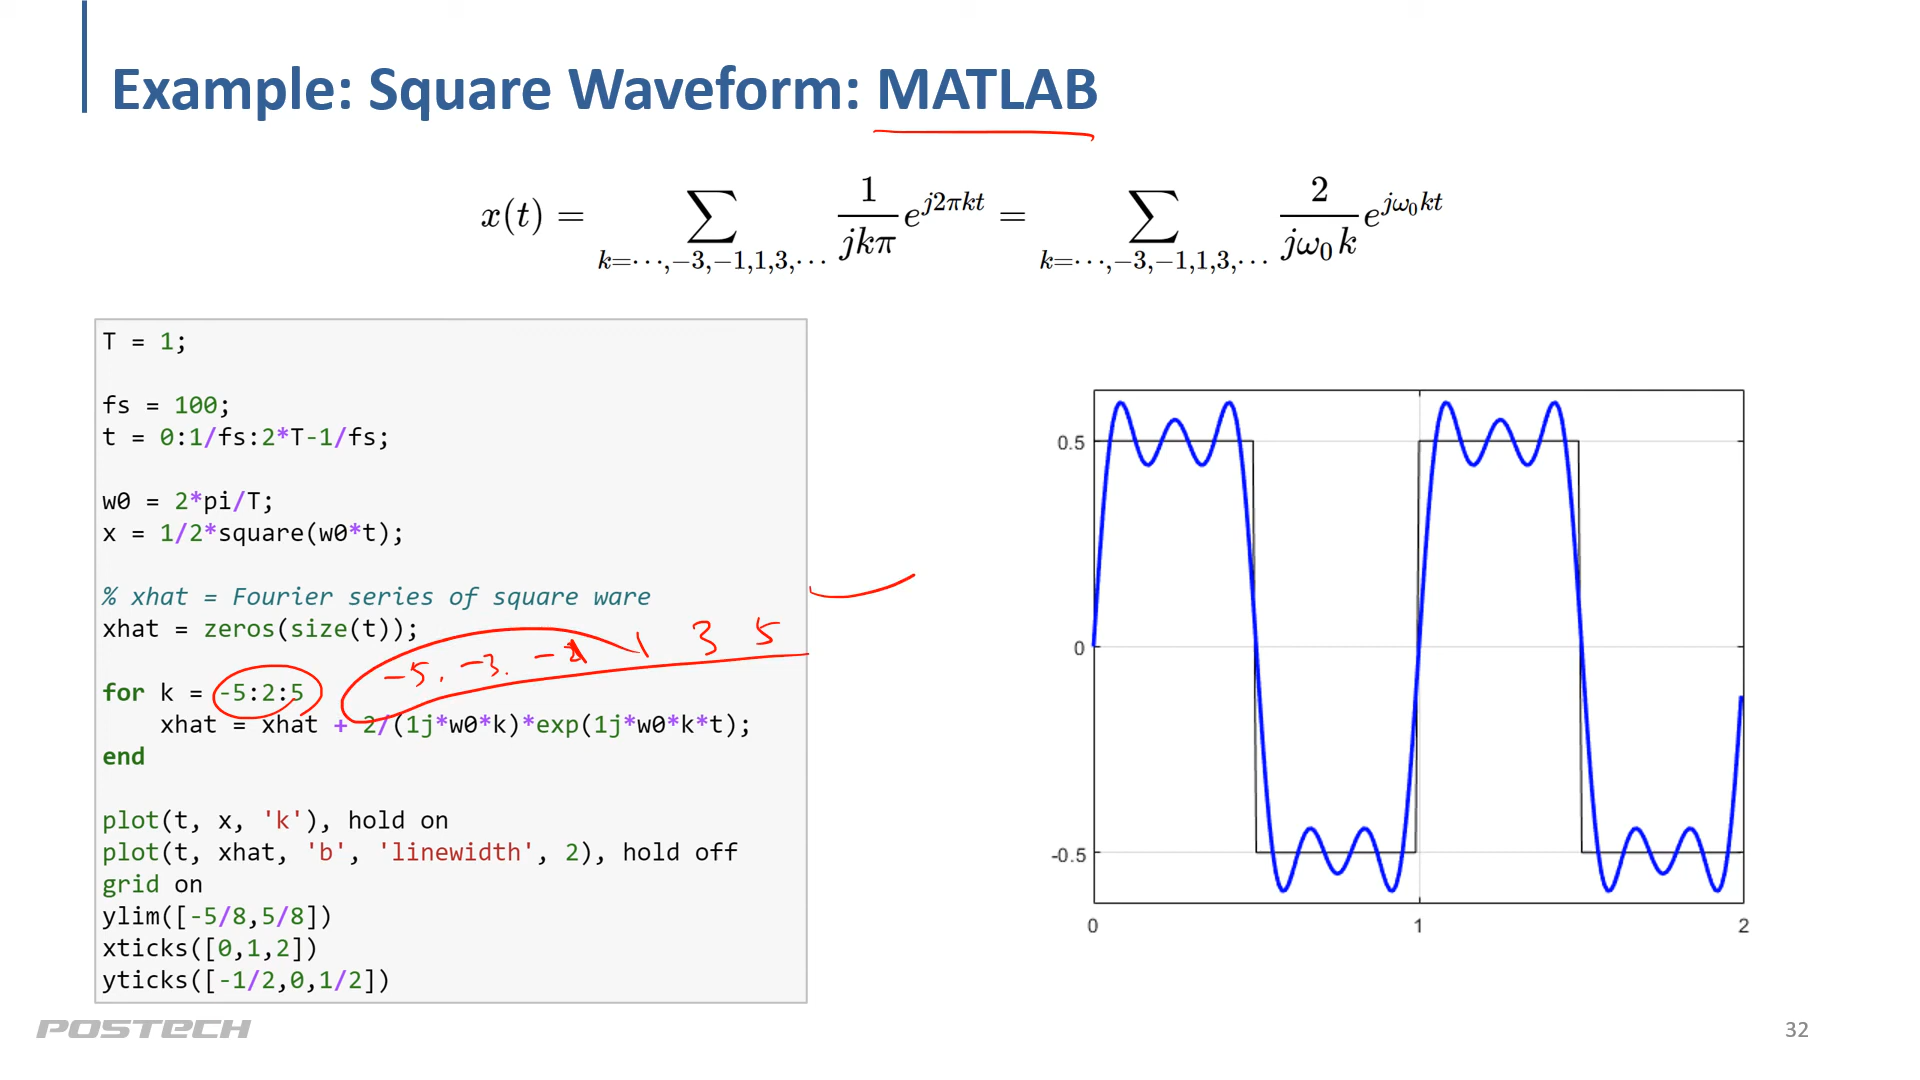 Example: Square Waveform: MATLAB
x(t) = ∑ 1/(jkπ) e^{j2πkt} = ∑ 2/(jω₀k) e^{jω₀kt}
k=⋯,−3,−1,1,3,⋯ k=⋯,−3,−1,1,3,⋯
T = 1;
fs = 100;
t = 0:1/fs:2*T-1/fs;
w0 = 2*pi/T;
x = 1/2*square(w0*t);
% xhat = Fourier series of square ware
xhat = zeros(size(t));
-5, -3. -1 1 3 5
for k = -5:2:5
xhat = xhat + 2/(1j*w0*k)*exp(1j*w0*k*t);
end
plot(t, x, 'k'), hold on
plot(t, xhat, 'b', 'linewidth', 2), hold off
grid on
ylim([-5/8,5/8])
xticks([0,1,2])
yticks([-1/2,0,1/2])
0.5
0
-0.5
0 1 2
POSTECH
32